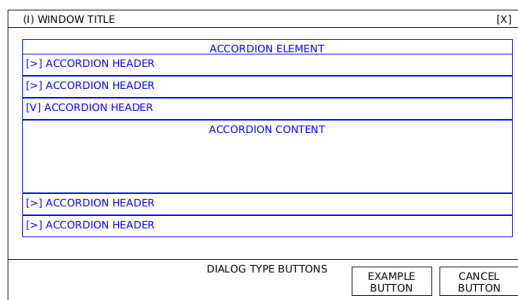 (I) WINDOW TITLE [X]
ACCORDION ELEMENT
[>] ACCORDION HEADER
[>] ACCORDION HEADER
[V] ACCORDION HEADER
ACCORDION CONTENT
[>] ACCORDION HEADER
[>] ACCORDION HEADER
DIALOG TYPE BUTTONS
EXAMPLE
BUTTON
CANCEL
BUTTON